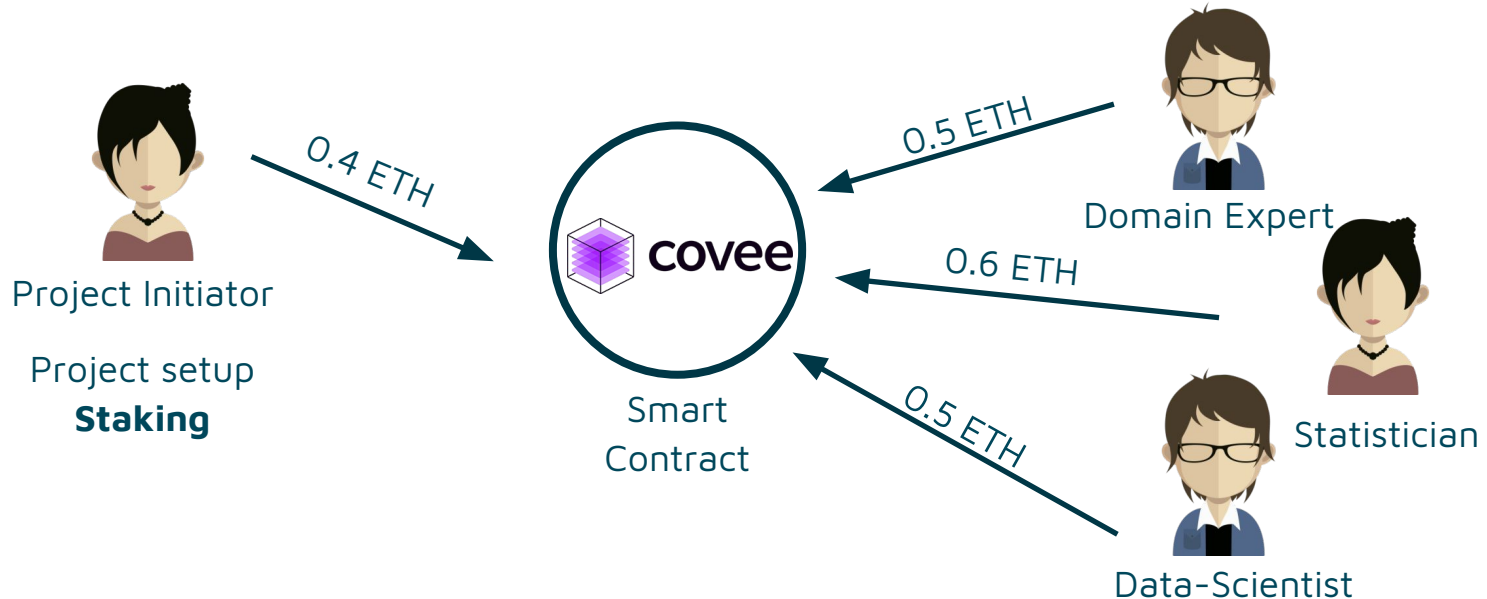 0.4 ETH
Project Initiator
Project setup
Staking
covee
Smart
Contract
0.5 ETH
Domain Expert
0.6 ETH
Statistician
0.5 ETH
Data-Scientist